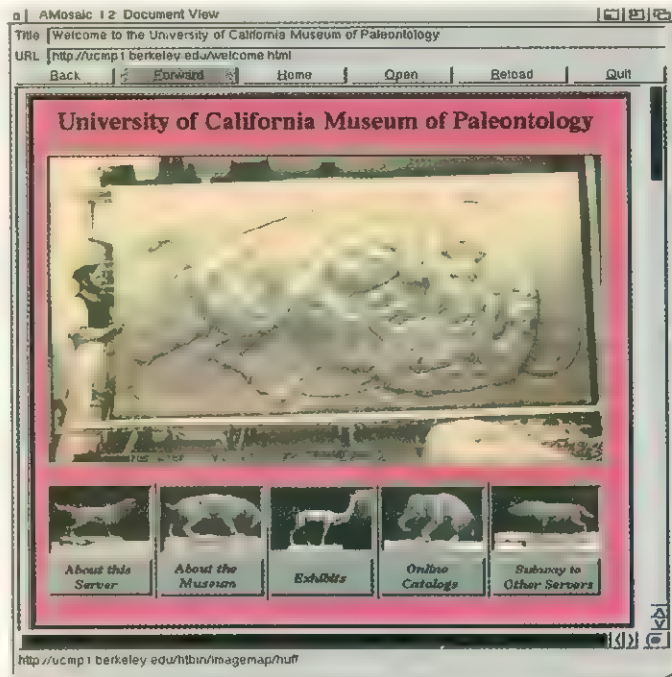 AMosaic 1.2: Document View
Title Welcome to the University of California Museum of Paleontology
URL http://ucmp1.berkeley.edu/welcome.html
Back Forward Home Open Reload Quit
University of California Museum of Paleontology
About this
Server
About the
Museum
Exhibits
Online
Catalogs
Subway to
Other Servers
http://ucmp1.berkeley.edu/htbin/imagemap/huff